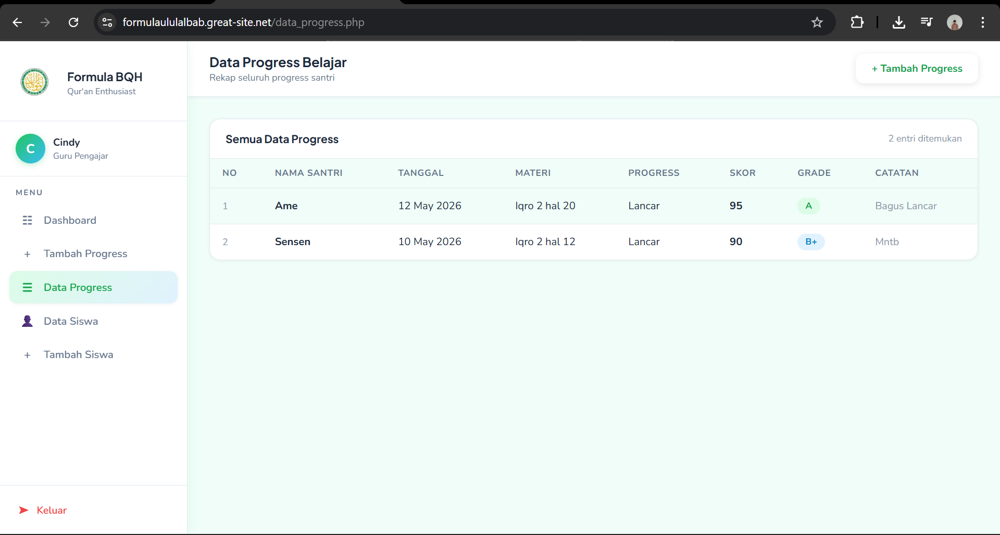 formulaululalbab.great-site.net/data_progress.php
Formula BQH
Qur'an Enthusiast
C
Cindy
Guru Pengajar
MENU
Dashboard
+ Tambah Progress
Data Progress
Data Siswa
+ Tambah Siswa
Keluar
Data Progress Belajar
Rekap seluruh progress santri
+ Tambah Progress
Semua Data Progress
2 entri ditemukan
NO NAMA SANTRI TANGGAL MATERI PROGRESS SKOR GRADE CATATAN
1 Ame 12 May 2026 Iqro 2 hal 20 Lancar 95 A Bagus Lancar
2 Sensen 10 May 2026 Iqro 2 hal 12 Lancar 90 B+ Mntb